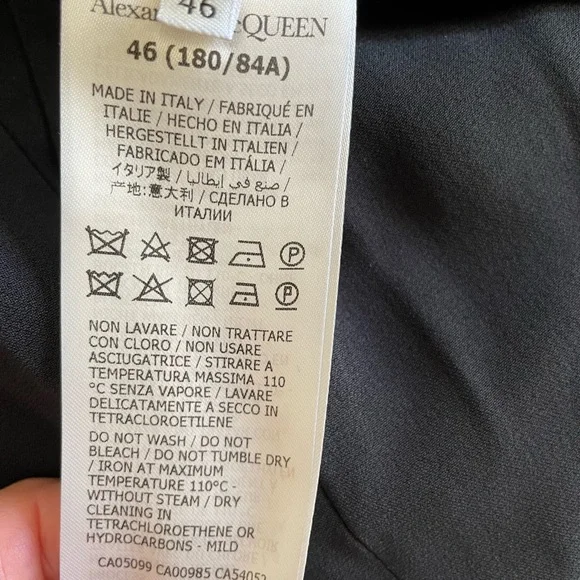 46
QUEEN
46 (180/84A)
MADE IN ITALY / FABRIQUÉ EN
ITALIE / HECHO EN ITALIA /
HERGESTELLT IN ITALIEN /
FABRICADO EM ITÁLIA /
イタリア製 / صنع في ايطاليا /
产地:意大利 / СДЕЛАНО В
ИТАЛИИ
P
P
NON LAVARE / NON TRATTARE
CON CLORO / NON USARE
ASCIUGATRICE / STIRARE A
TEMPERATURA MASSIMA 110
°C SENZA VAPORE / LAVARE
DELICATAMENTE A SECCO IN
TETRACLOROETILENE
DO NOT WASH / DO NOT
BLEACH / DO NOT TUMBLE DRY
/ IRON AT MAXIMUM
TEMPERATURE 110°C -
WITHOUT STEAM / DRY
CLEANING IN
TETRACHLOROETHENE OR
HYDROCARBONS - MILD
CA05099 CA00985